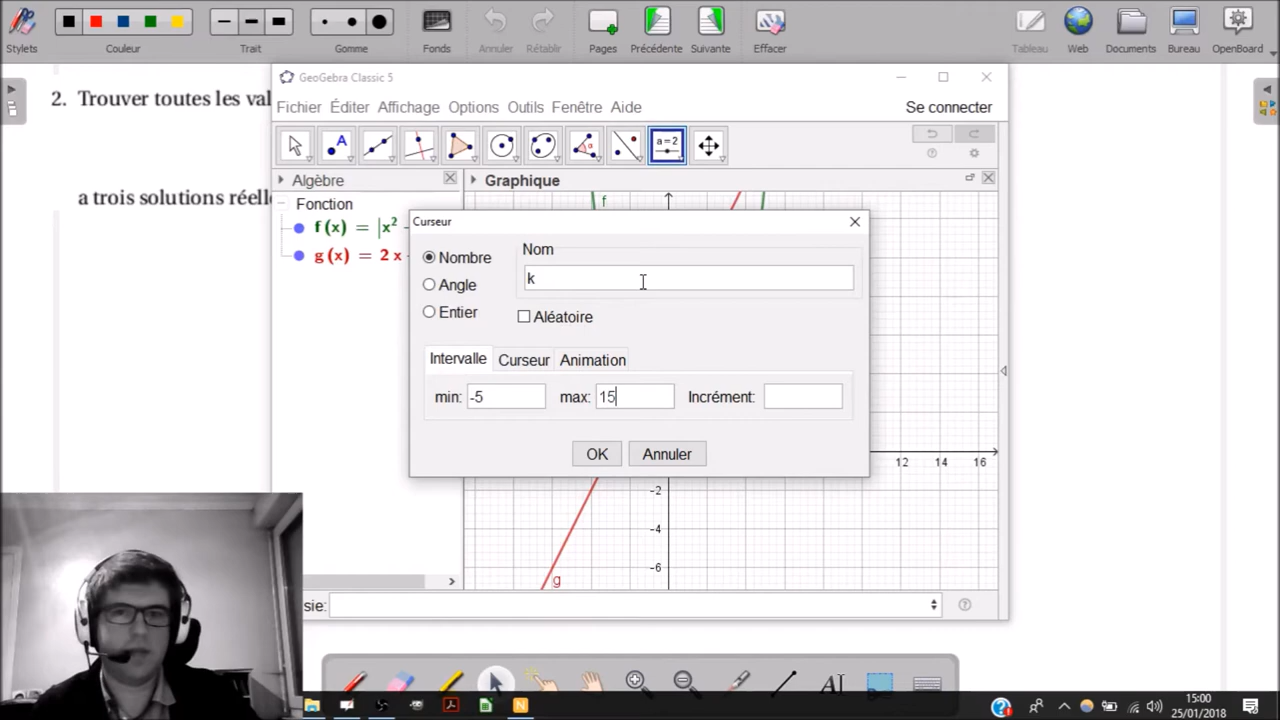 Stylets
Couleur
Trait
Gomme
Fonds
Annuler
Rétablir
Pages
Précédente
Suivante
Effacer
Tableau
Web
Documents
Bureau
OpenBoard
2. Trouver toutes les val
a trois solutions réell
GeoGebra Classic 5
Fichier Éditer Affichage Options Outils Fenêtre Aide
Se connecter
A
a=2
Algèbre
Graphique
Fonction
f(x) = |x²
g(x) = 2 x
f
Curseur
Nombre
Angle
Entier
Nom
k
Aléatoire
Intervalle Curseur Animation
min: -5 max: 15 Incrément:
OK Annuler
12 14 16
-2
-4
-6
g
sie:
15:00
25/01/2018